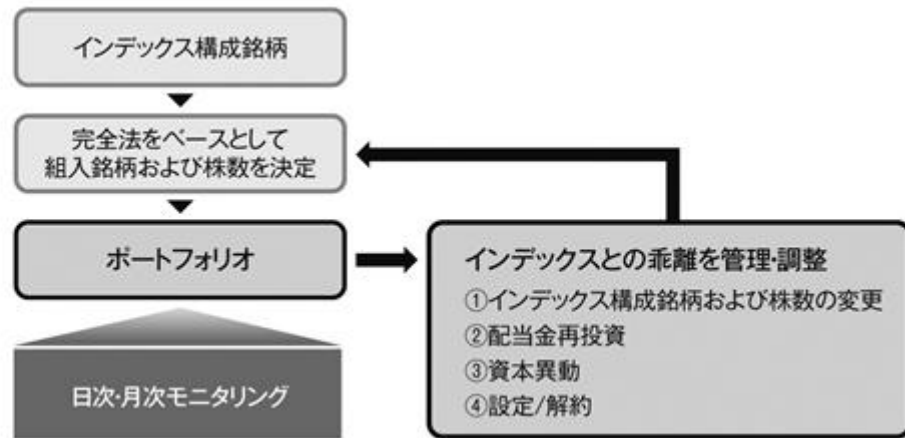 インデックス構成銘柄
完全法をベースとして
組入銘柄および株数を決定
ポートフォリオ
日次･月次モニタリング
インデックスとの乖離を管理･調整
①インデックス構成銘柄および株数の変更
②配当金再投資
③資本異動
④設定/解約